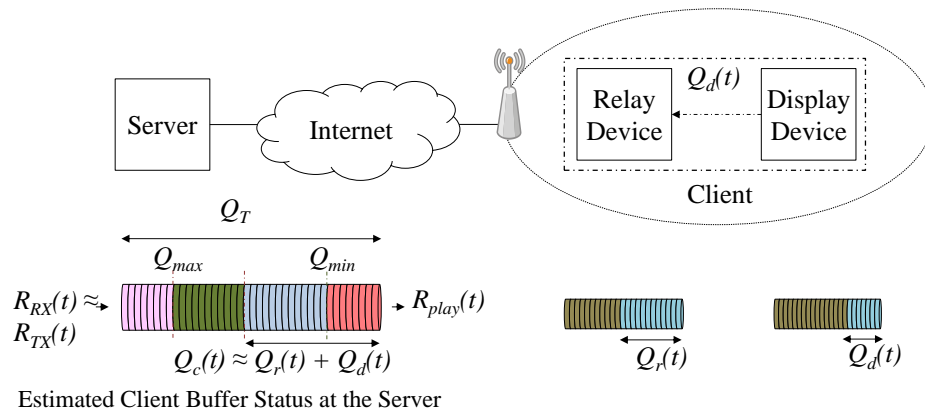 Server
Internet
Relay
Device
Q_d(t)
Display
Device
Client
Q_T
Q_max
Q_min
R_RX(t) ≈
R_TX(t)
R_play(t)
Q_c(t) ≈ Q_r(t) + Q_d(t)
Q_r(t)
Q_d(t)
Estimated Client Buffer Status at the Server